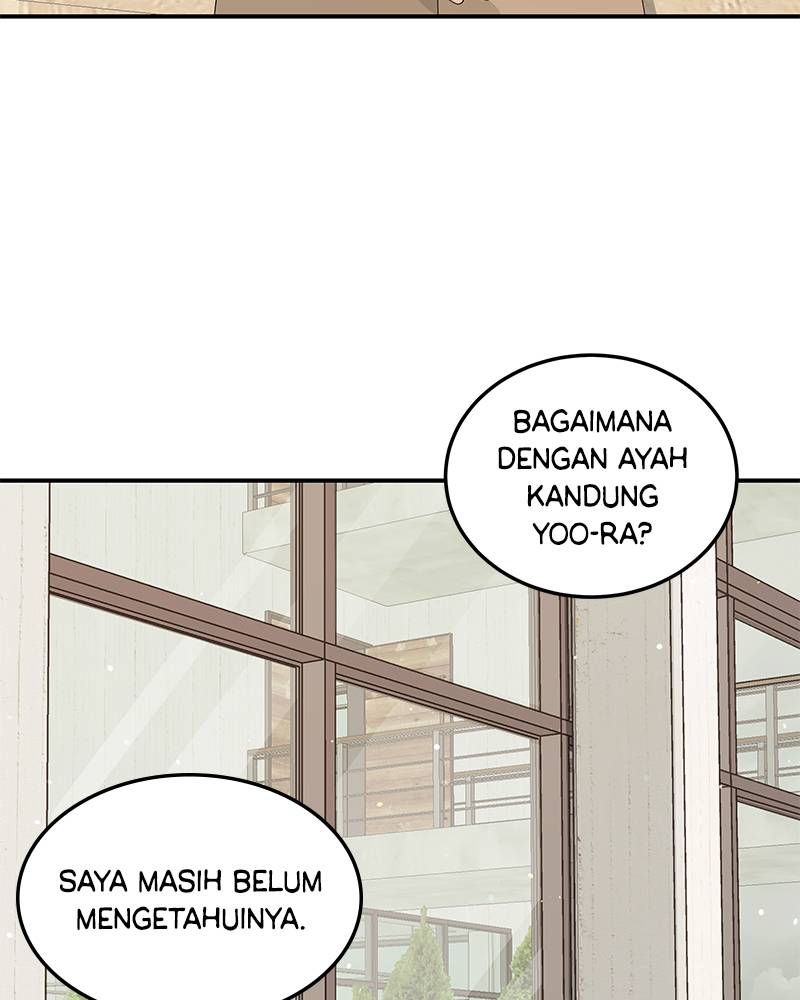 BAGAIMANA
DENGAN AYAH
KANDUNG
YOO-RA?
SAYA MASIH BELUM
MENGETAHUINYA.